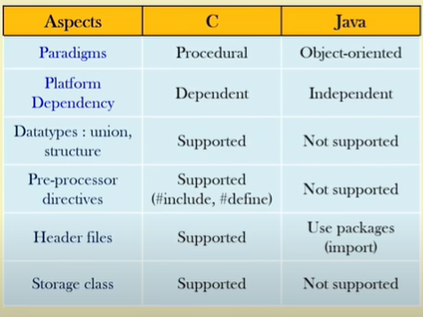 Aspects C Java
Paradigms Procedural Object-oriented
Platform
Dependency Dependent Independent
Datatypes : union,
structure Supported Not supported
Pre-processor
directives Supported
(#include, #define) Not supported
Header files Supported Use packages
(import)
Storage class Supported Not supported